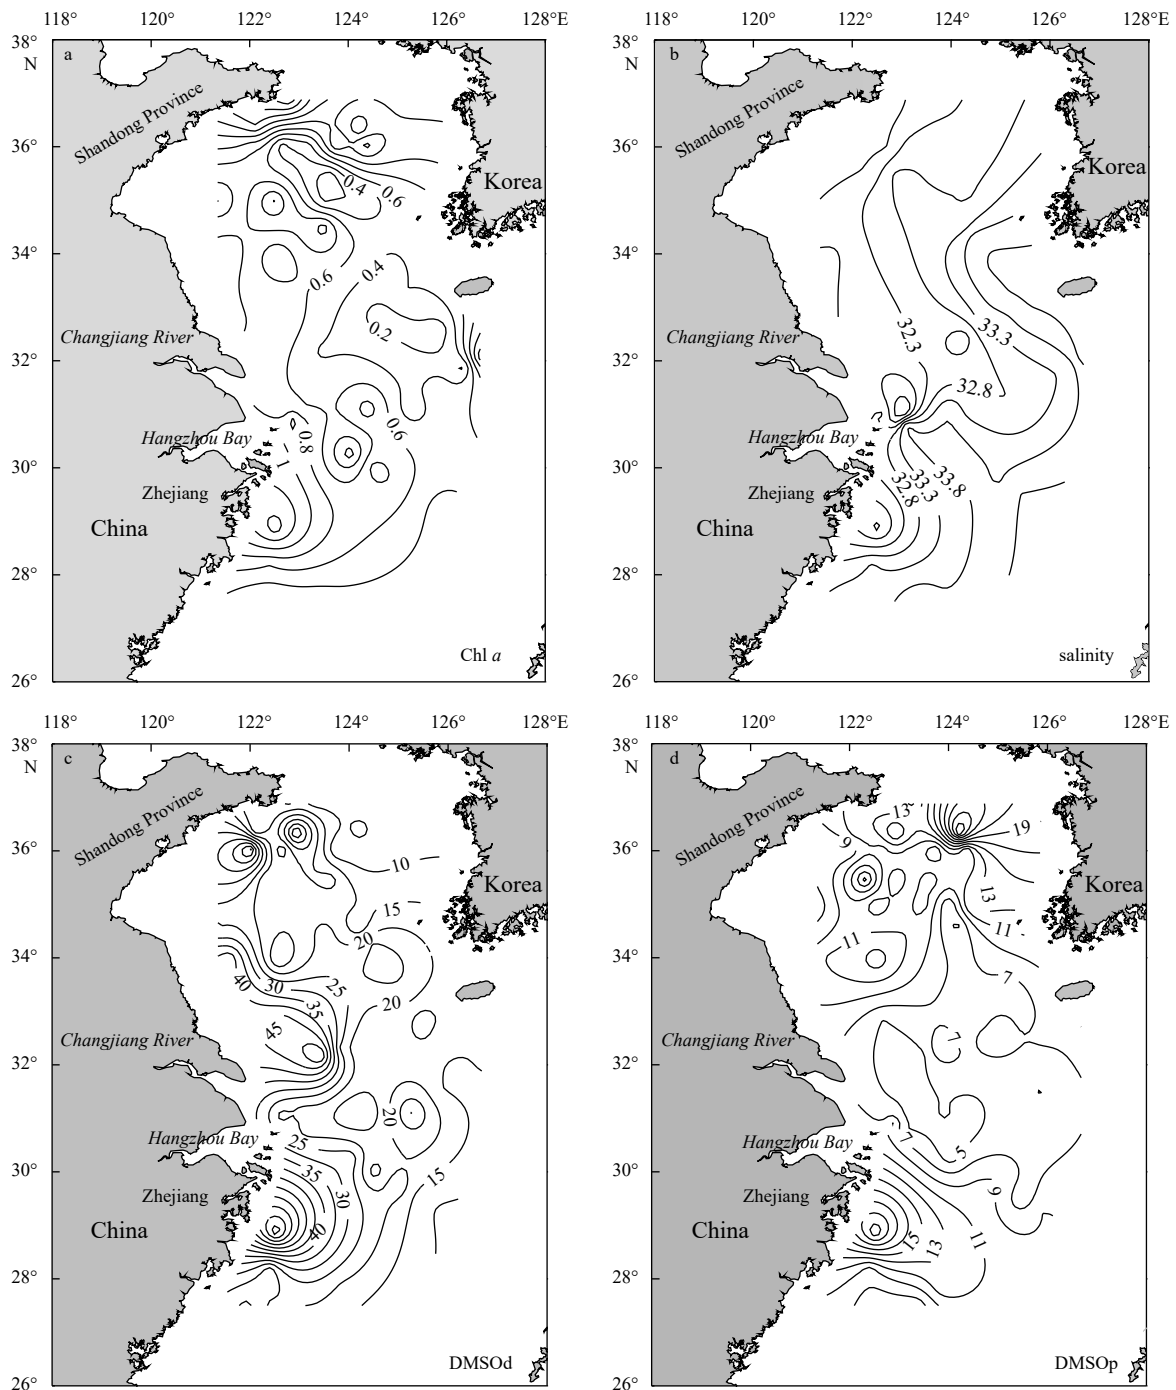 118° 120° 122° 124° 126° 128°E
38°
N
a
Shandong Province
36°
Korea
0.4
0.6
34°
0.6
0.4
0.2
Changjiang River
32°
0.6
0.8
Hangzhou Bay
1
30°
Zhejiang
China
28°
Chl a
26°
118° 120° 122° 124° 126° 128°E
38°
N
b
Shandong Province
36°
Korea
34°
32.3
33.3
Changjiang River
32°
32.8
Hangzhou Bay
30°
33.8
33.3
32.8
Zhejiang
China
28°
salinity
26°
118° 120° 122° 124° 126° 128°E
38°
N
c
Shandong Province
36°
10
Korea
15
20
34°
40
30
25
20
35
45
Changjiang River
32°
20
Hangzhou Bay
25
30°
35
15
30
Zhejiang
40
China
28°
DMSOd
26°
118° 120° 122° 124° 126° 128°E
38°
N
d
13
19
Shandong Province
9
36°
Korea
13
11
11
34°
7
7
Changjiang River
32°
7
Hangzhou Bay
5
30°
9
Zhejiang
15
13
11
China
28°
DMSOp
26°